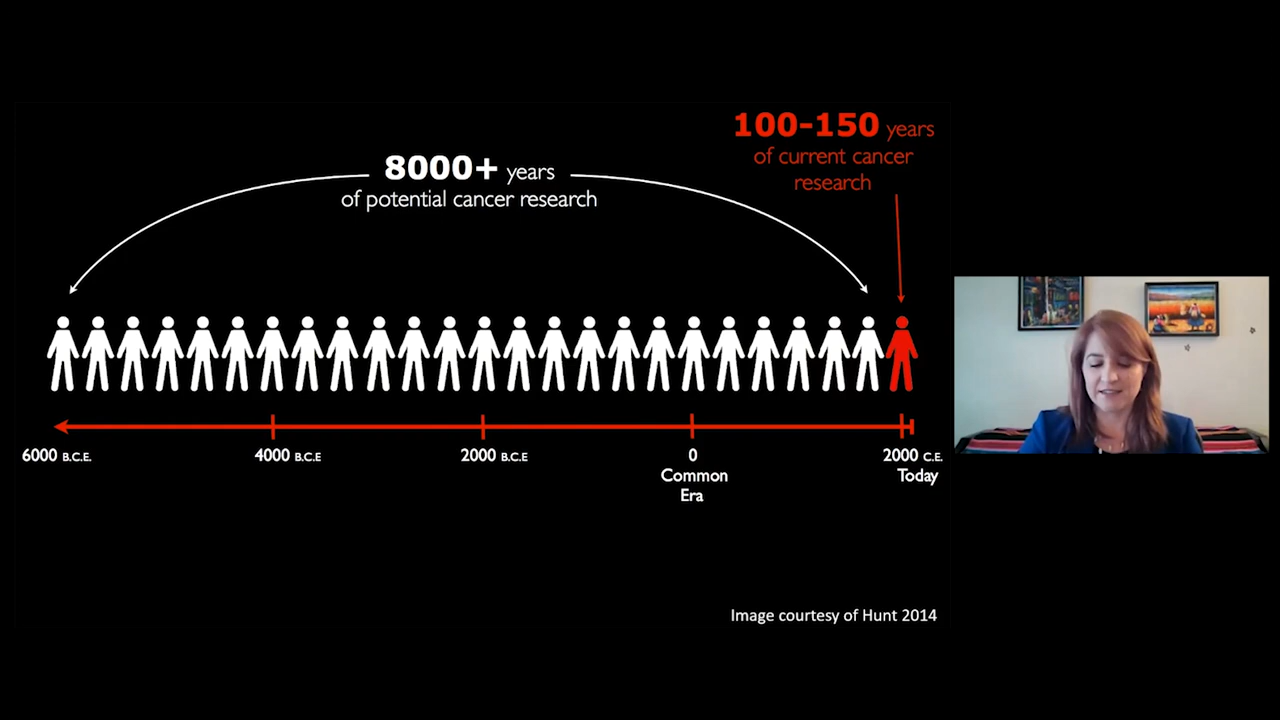 100-150 years
of current cancer
research
8000+ years
of potential cancer research
6000 B.C.E.
4000 B.C.E
2000 B.C.E
0
Common
Era
2000 C.E.
Today
Image courtesy of Hunt 2014